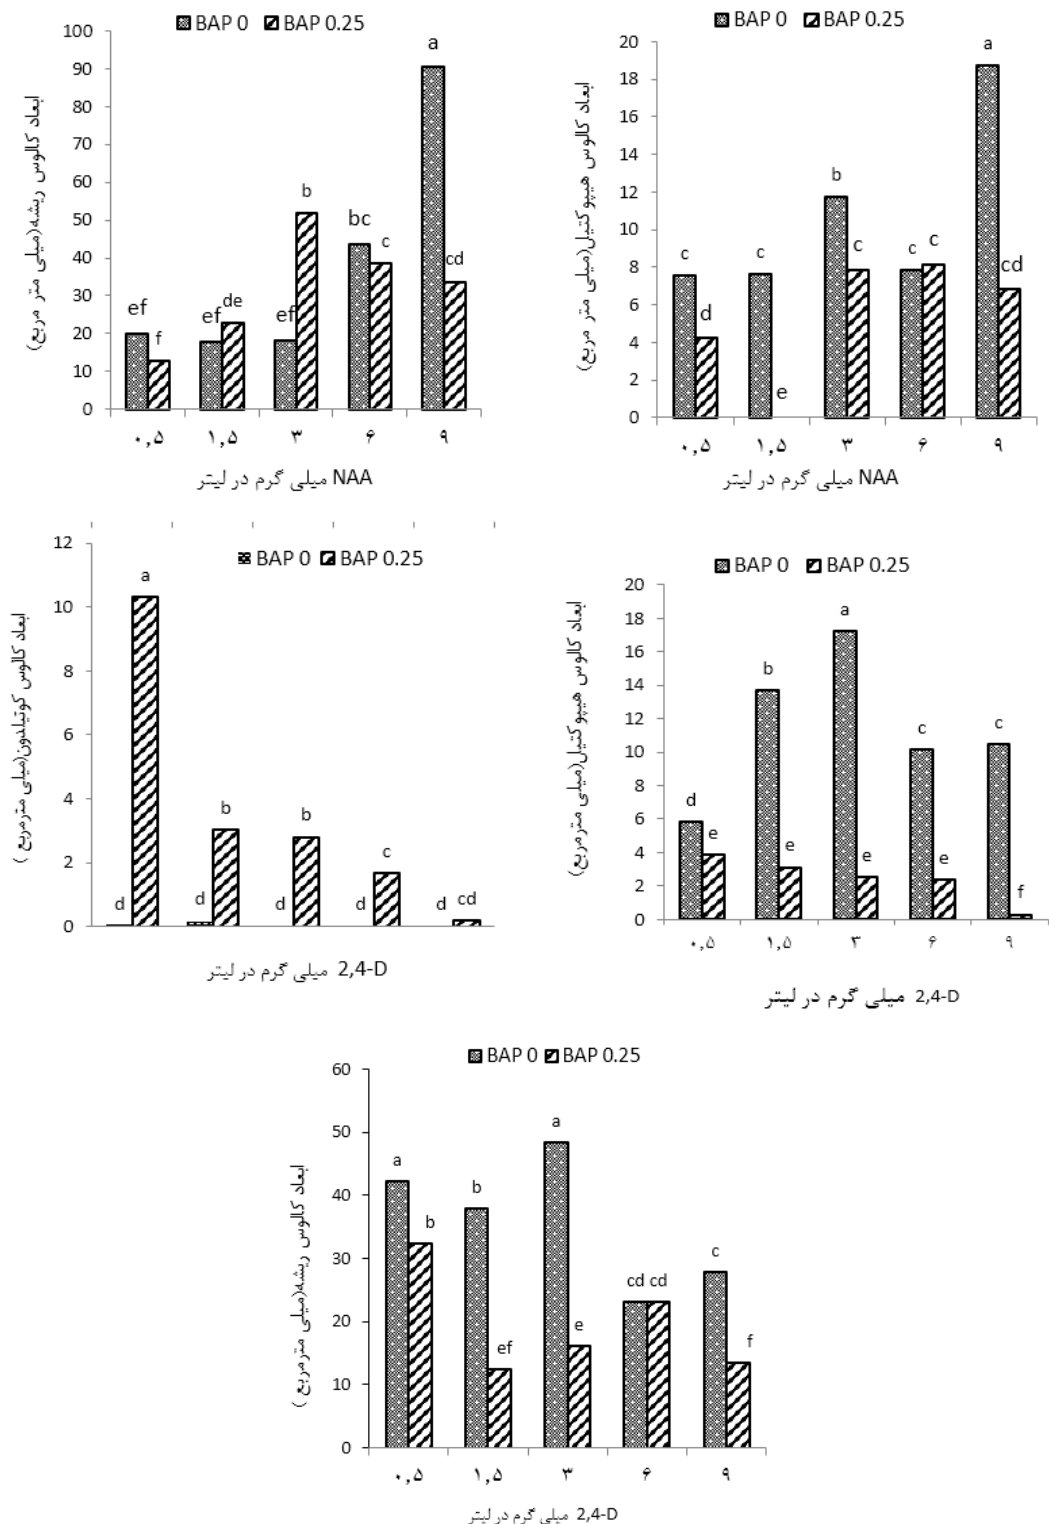 BAP 0 BAP 0.25
ابعاد کالوس ریشه(میلی متر مربع)
100
90
80
70
60
50
40
30
20
10
0
ef f ef de ef b bc c a cd
۰,۵ ۱,۵ ۳ ۶ ۹
NAA میلی گرم در لیتر
BAP 0 BAP 0.25
ابعاد کالوس هیپوکتیل(میلی متر مربع)
20
18
16
14
12
10
8
6
4
2
0
c d c e b c c c a cd
۰,۵ ۱,۵ ۳ ۶ ۹
NAA میلی گرم در لیتر
BAP 0 BAP 0.25
ابعاد کالوس کوتیلدون(میلی مترمربع )
12
10
8
6
4
2
0
d a d b d b d c d cd
2,4-D میلی گرم در لیتر
BAP 0 BAP 0.25
ابعاد کالوس هیپوکتیل(میلی مترمربع)
20
18
16
14
12
10
8
6
4
2
0
d e b e a e c e c f
۰,۵ ۱,۵ ۳ ۶ ۹
2,4-D میلی گرم در لیتر
BAP 0 BAP 0.25
ابعاد کالوس ریشه(میلی مترمربع )
60
50
40
30
20
10
0
a b b ef a e cd cd c f
۰,۵ ۱,۵ ۳ ۶ ۹
2,4-D میلی گرم در لیتر